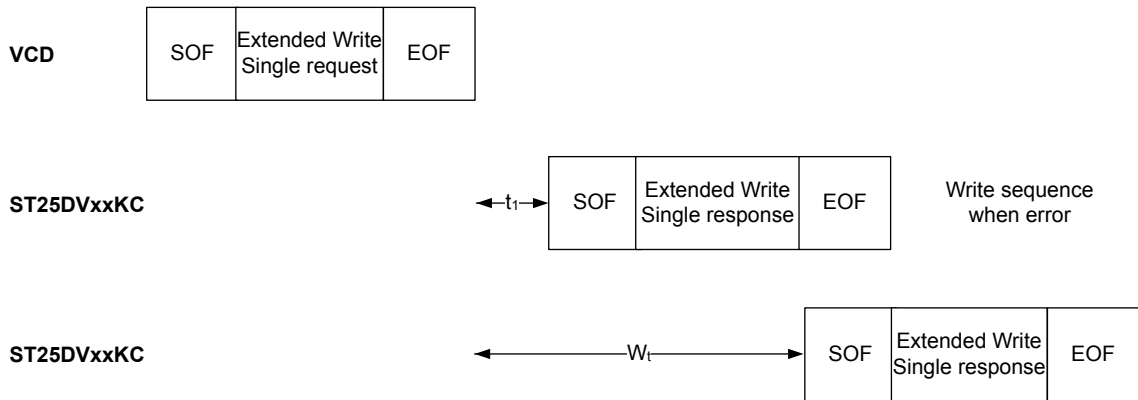 VCD
SOF
Extended Write
Single request
EOF
ST25DVxxKC
t1
SOF
Extended Write
Single response
EOF
Write sequence
when error
ST25DVxxKC
Wt
SOF
Extended Write
Single response
EOF